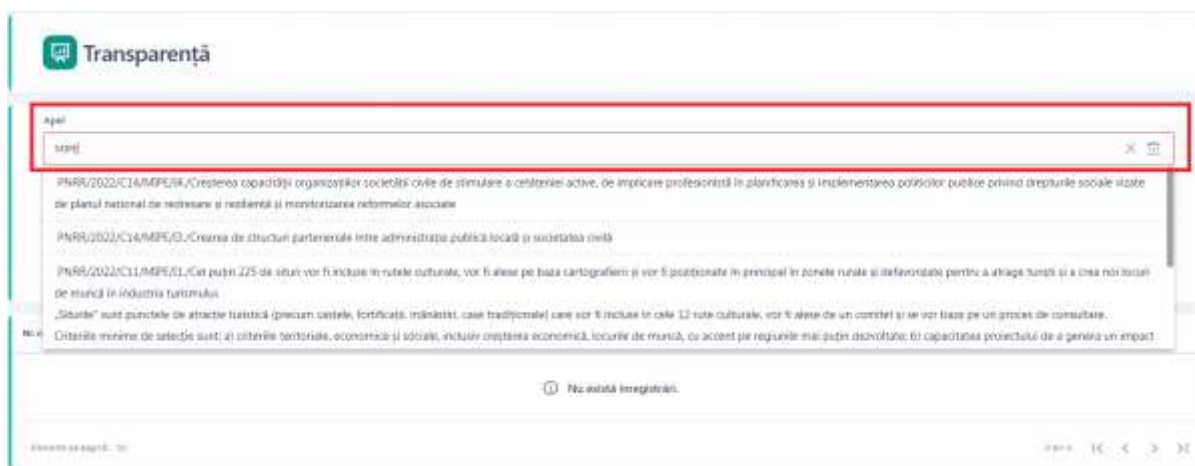 Transparență
Apel
MIPE
PNRR/2022/C14/MIPE/I4./Creșterea capacității organizațiilor societății civile de stimulare a cetățeniei active, de implicare profesionistă în planificarea și implementarea politicilor publice privind drepturile sociale vizate
de planul național de redresare și reziliență și monitorizarea reformelor asociate
PNRR/2022/C14/MIPE/I3./Crearea de structuri parteneriale între administrația publică locală și societatea civilă
PNRR/2022/C11/MIPE/I1./Cel puțin 225 de situri vor fi incluse în rutele culturale, vor fi alese pe baza cartografierii și vor fi poziționate în principal în zonele rurale și defavorizate pentru a atrage turiști și a crea noi locuri
de muncă în industria turismului.
„Siturile” sunt punctele de atracție turistică (precum castele, fortificații, mănăstiri, case tradiționale) care vor fi incluse în cele 12 rute culturale, vor fi alese de un comitet și se vor baza pe un proces de consultare.
Criteriile minime de selecție sunt: a) criteriile teritoriale, economice și sociale, inclusiv creșterea economică, locurile de muncă, cu accent pe regiunile mai puțin dezvoltate; b) capacitatea proiectului de a genera un impact
Nu există înregistrări.
Elemente pe pagină: 50